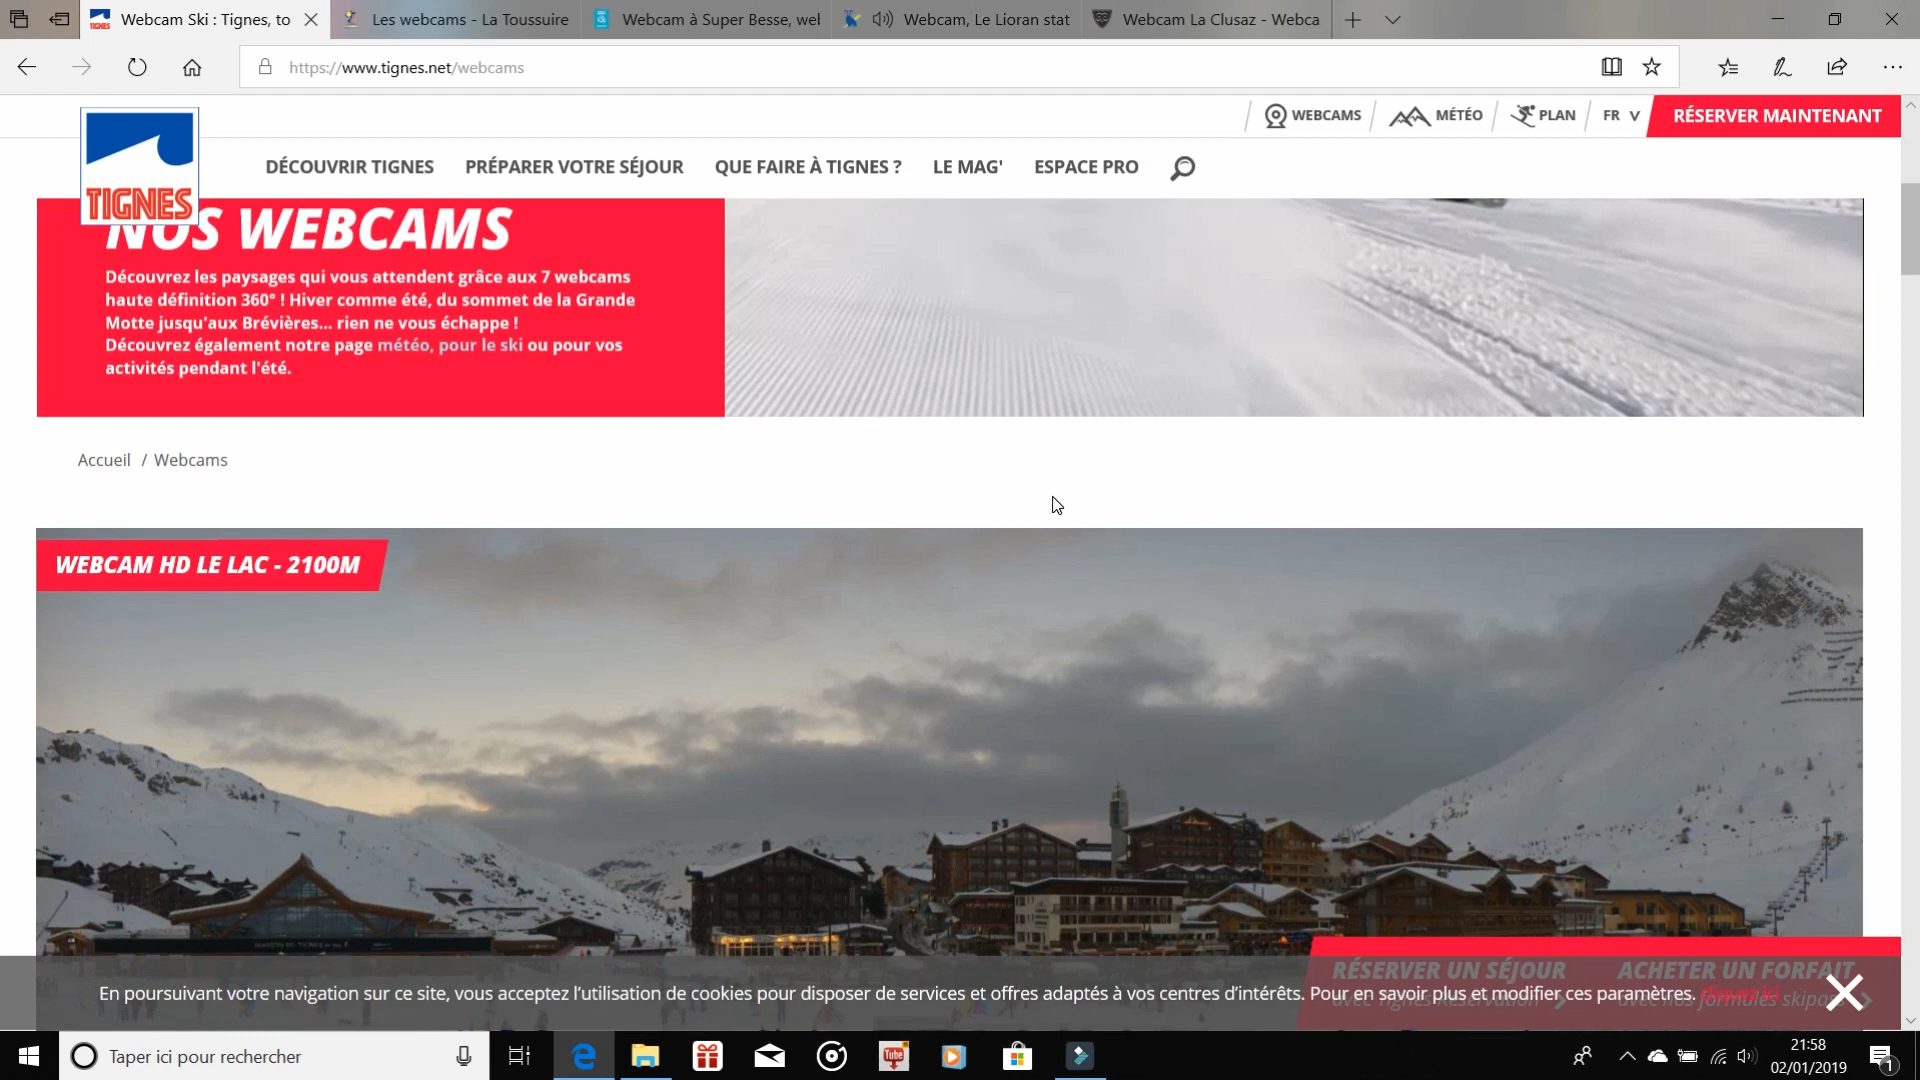 Webcam Ski : Tignes, to
Les webcams - La Toussuire
Webcam à Super Besse, wel
Webcam, Le Lioran stat
Webcam La Clusaz - Webca
https://www.tignes.net/webcams
TIGNES
WEBCAMS
MÉTÉO
PLAN
FR
RÉSERVER MAINTENANT
DÉCOUVRIR TIGNES
PRÉPARER VOTRE SÉJOUR
QUE FAIRE À TIGNES ?
LE MAG'
ESPACE PRO
NOS WEBCAMS
Découvrez les paysages qui vous attendent grâce aux 7 webcams
haute définition 360° ! Hiver comme été, du sommet de la Grande
Motte jusqu'aux Brévières... rien ne vous échappe !
Découvrez également notre page météo, pour le ski ou pour vos
activités pendant l'été.
Accueil / Webcams
WEBCAM HD LE LAC - 2100M
RÉSERVER UN SÉJOUR
ACHETER UN FORFAIT
En poursuivant votre navigation sur ce site, vous acceptez l'utilisation de cookies pour disposer de services et offres adaptés à vos centres d'intérêts. Pour en savoir plus et modifier ces paramètres. cliquez ici
Taper ici pour rechercher
Tube
21:58
02/01/2019
1